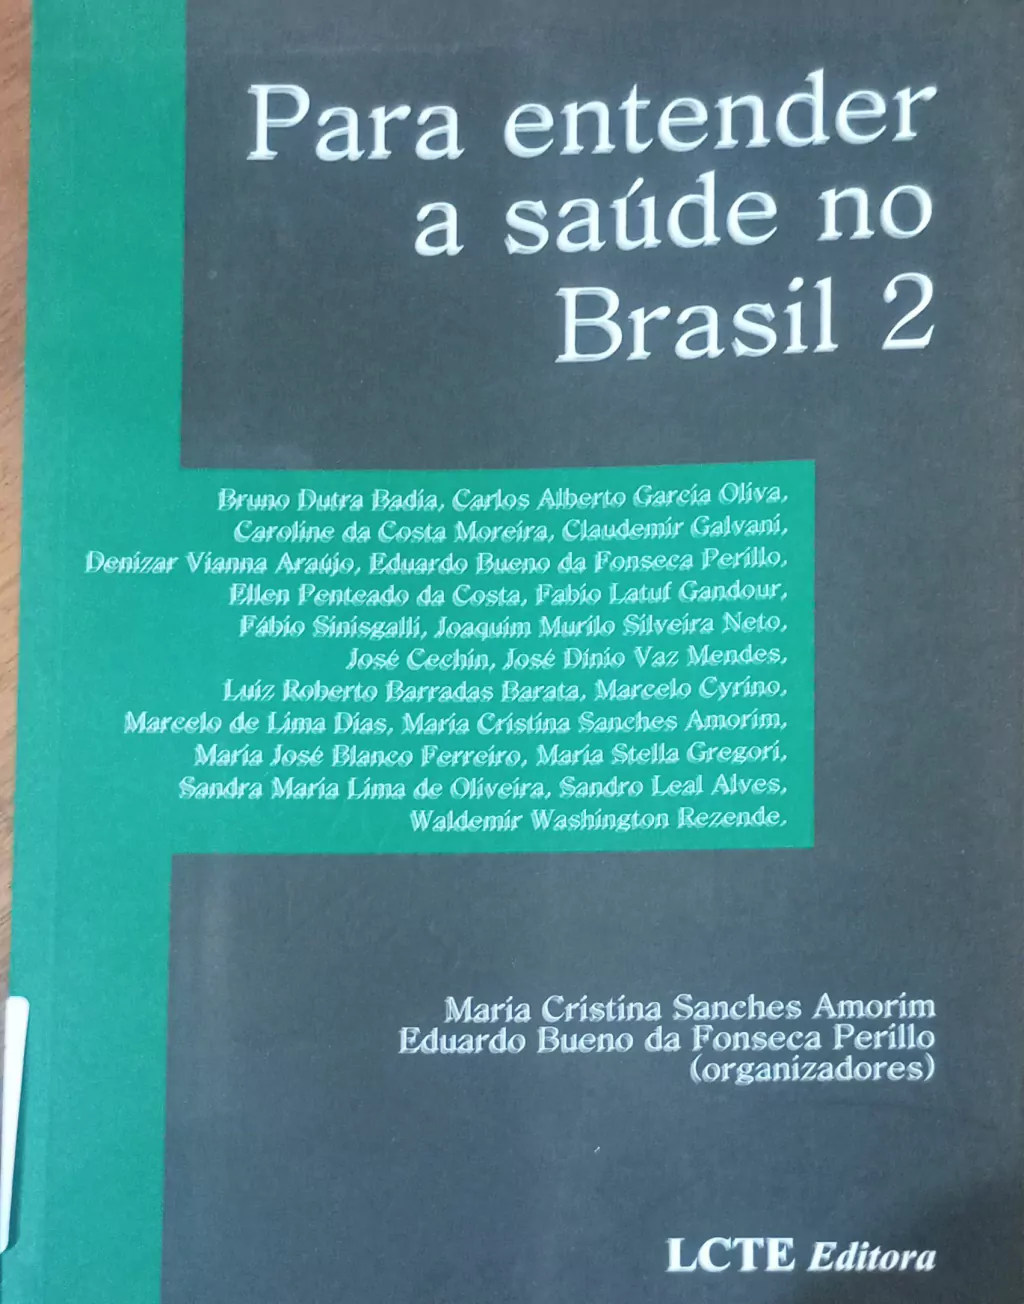 Para entender
a saúde no
Brasil 2
Bruno Dutra Badia, Carlos Alberto Garcia Oliva,
Caroline da Costa Moreira, Claudemir Galvani,
Denizar Vianna Araújo, Eduardo Bueno da Fonseca Perillo,
Ellen Penteado da Costa, Fabio Latuf Gandour,
Fábio Sinisgalli, Joaquim Murilo Silveira Neto,
José Cechin, José Dinio Vaz Mendes,
Luiz Roberto Barradas Barata, Marcelo Cyrino,
Marcelo de Lima Dias, Maria Cristina Sanches Amorim,
Maria José Blanco Ferreiro, Maria Stella Gregori,
Sandra Maria Lima de Oliveira, Sandro Leal Alves,
Waldemir Washington Rezende.
Maria Cristina Sanches Amorim
Eduardo Bueno da Fonseca Perillo
(organizadores)
LCTE Editora